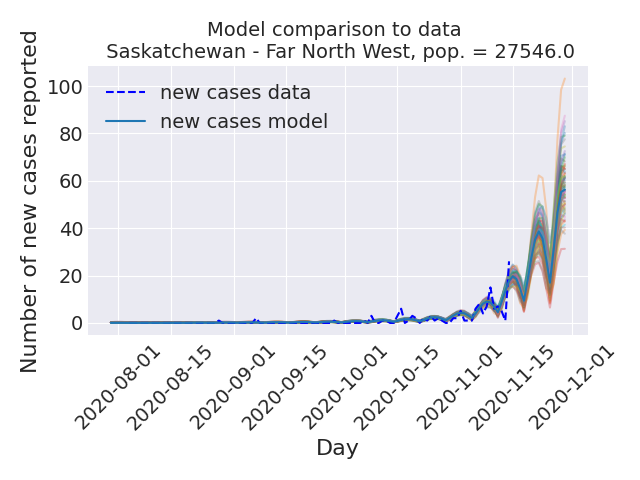 Model comparison to data
Saskatchewan - Far North West, pop. = 27546.0
Number of new cases reported
100
80
60
40
20
0
new cases data
new cases model
2020-08-01
2020-08-15
2020-09-01
2020-09-15
2020-10-01
2020-10-15
2020-11-01
2020-11-15
2020-12-01
Day